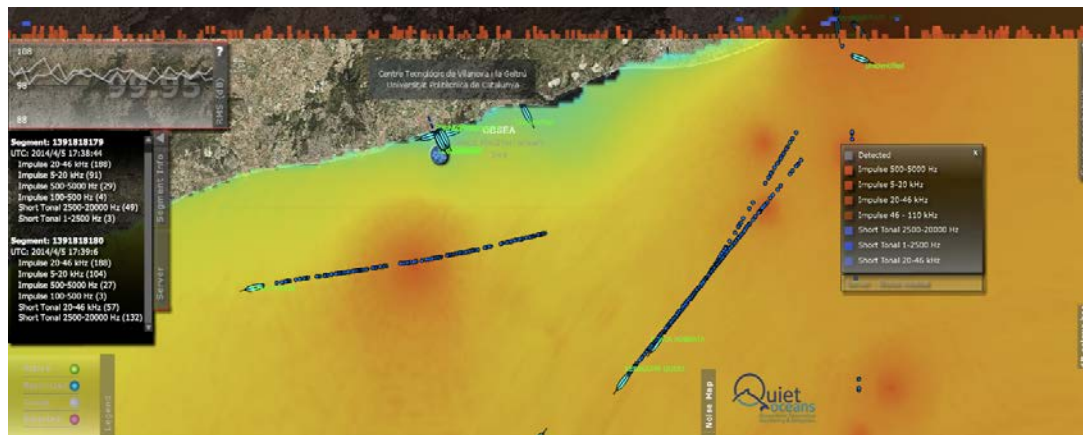 108
98
88
99 95
RMS (dB)
?
Segment: 1391818179
UTC: 2014/4/5 17:38:44
Impulse 20-46 kHz (188)
Impulse 5-20 kHz (91)
Impulse 500-5000 Hz (29)
Impulse 100-500 Hz (4)
Short Tonal 2500-20000 Hz (49)
Short Tonal 1-2500 Hz (3)
Segment: 1391818180
UTC: 2014/4/5 17:39:6
Impulse 20-46 kHz (188)
Impulse 5-20 kHz (104)
Impulse 500-5000 Hz (27)
Impulse 100-500 Hz (3)
Short Tonal 20-46 kHz (57)
Short Tonal 2500-20000 Hz (132)
Segment Info
Server
Legend
Centre Tecnològic de Vilanova i la Geltrú
Universitat Politècnica de Catalunya
OBSEA
Unidentified
Detected
x
Impulse 500-5000 Hz
Impulse 5-20 kHz
Impulse 20-46 kHz
Impulse 46 - 110 kHz
Short Tonal 2500-20000 Hz
Short Tonal 1-2500 Hz
Short Tonal 20-46 kHz
Noise Map
Quiet
oceans